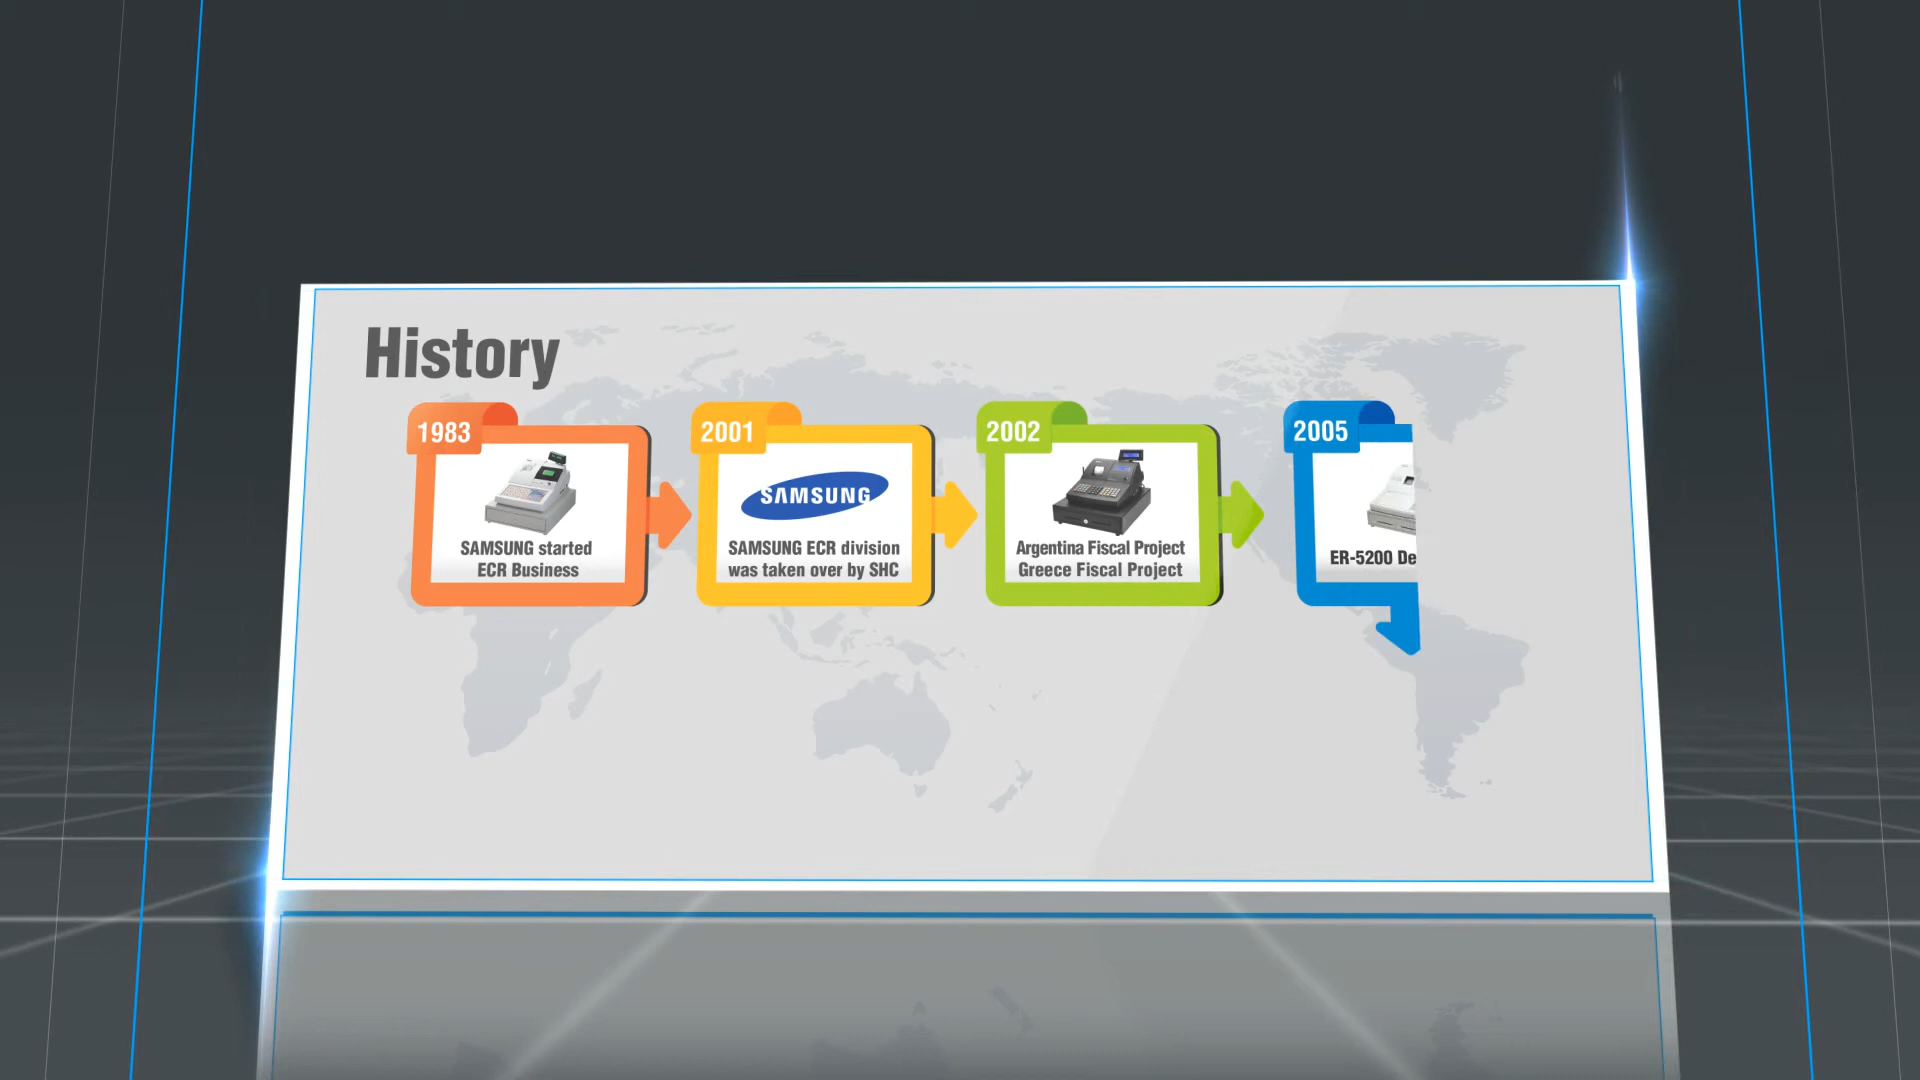 History
1983
SAMSUNG started
ECR Business
2001
SAMSUNG
SAMSUNG ECR division
was taken over by SHC
2002
Argentina Fiscal Project
Greece Fiscal Project
2005
ER-5200 De